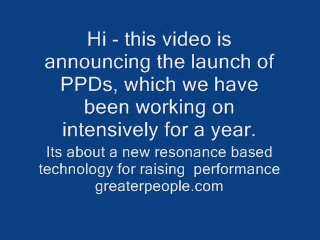 Hi - this video is
announcing the launch of
PPDs, which we have
been working on
intensively for a year.
Its about a new resonance based
technology for raising  performance
greaterpeople.com